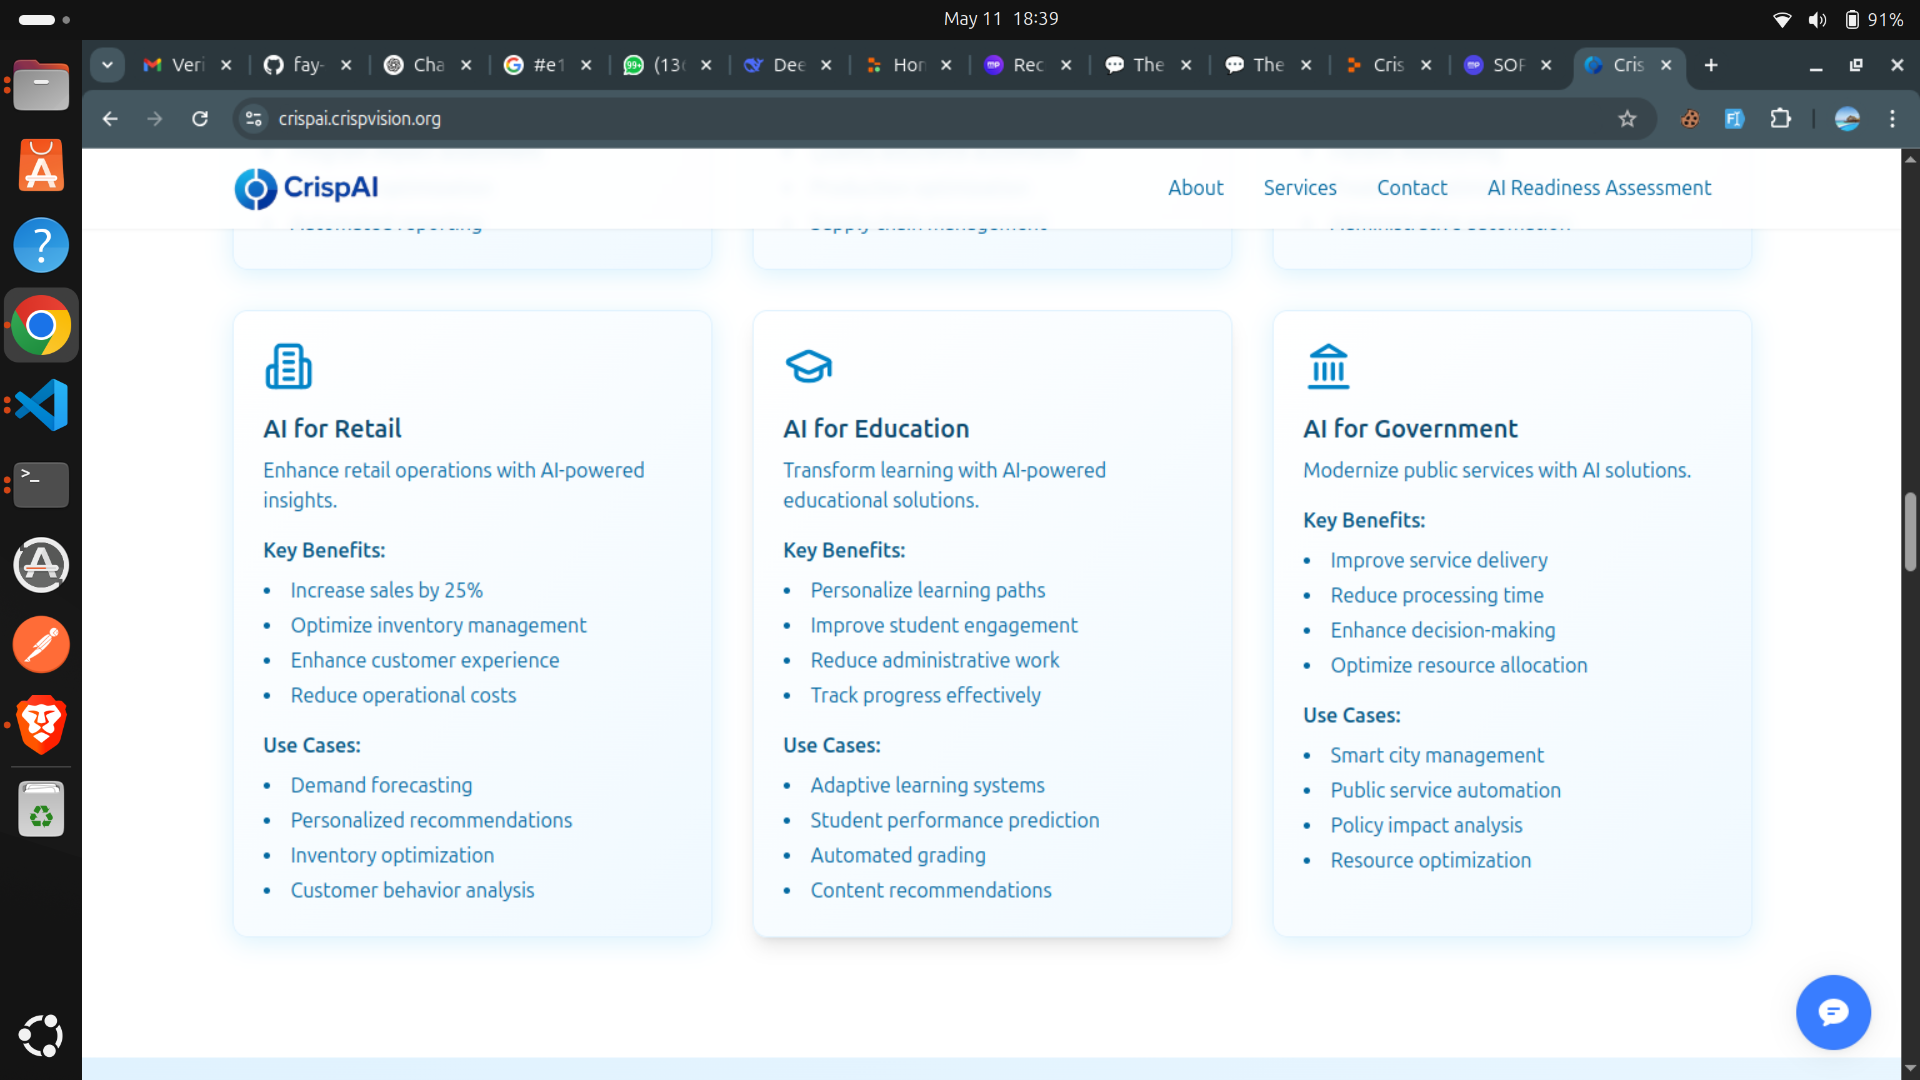 May 11 18:39
91%
Veri
fay-
Cha
#e1
(13
Dee
Hor
Rec
The
The
Cris
SOF
Cris
crispai.crispvision.org
CrispAI
About
Services
Contact
AI Readiness Assessment
AI for Retail
Enhance retail operations with AI-powered
insights.
Key Benefits:
• Increase sales by 25%
• Optimize inventory management
• Enhance customer experience
• Reduce operational costs
Use Cases:
• Demand forecasting
• Personalized recommendations
• Inventory optimization
• Customer behavior analysis
AI for Education
Transform learning with AI-powered
educational solutions.
Key Benefits:
• Personalize learning paths
• Improve student engagement
• Reduce administrative work
• Track progress effectively
Use Cases:
• Adaptive learning systems
• Student performance prediction
• Automated grading
• Content recommendations
AI for Government
Modernize public services with AI solutions.
Key Benefits:
• Improve service delivery
• Reduce processing time
• Enhance decision-making
• Optimize resource allocation
Use Cases:
• Smart city management
• Public service automation
• Policy impact analysis
• Resource optimization